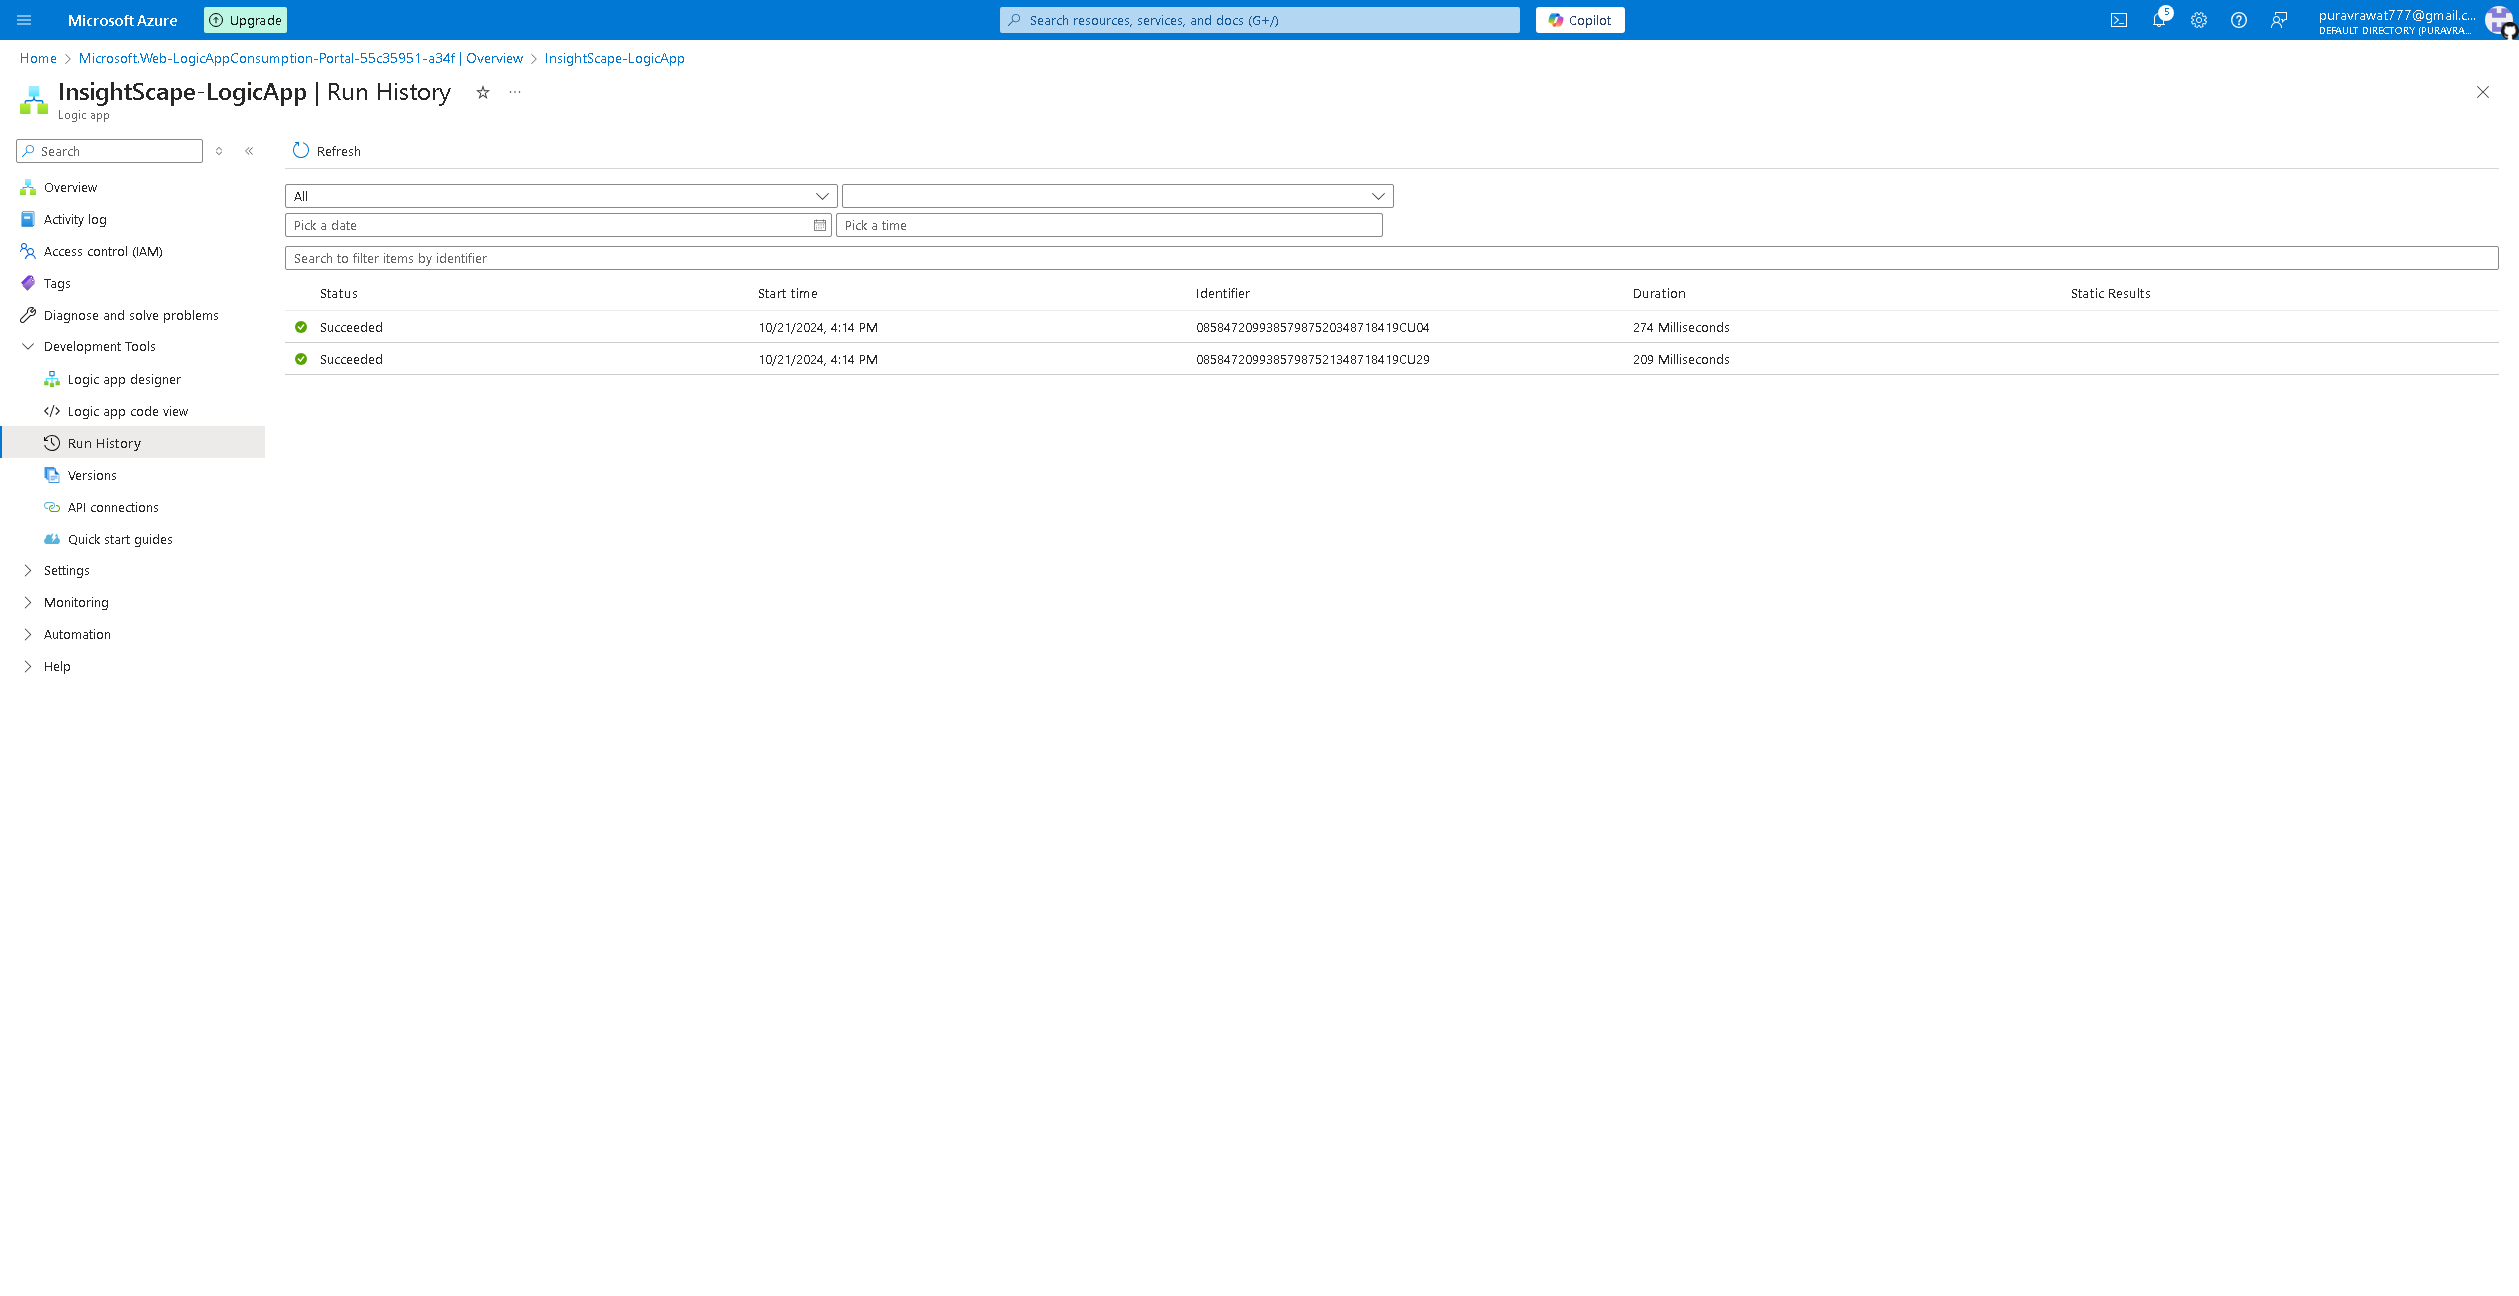 Microsoft Azure
Upgrade
Search resources, services, and docs (G+/)
Copilot
5
puravrawat777@gmail.c...
DEFAULT DIRECTORY (PURAVRA...
Home > Microsoft.Web-LogicAppConsumption-Portal-55c35951-a34f | Overview > InsightScape-LogicApp
InsightScape-LogicApp | Run History
Logic app
Search
Refresh
Overview
Activity log
Access control (IAM)
Tags
Diagnose and solve problems
Development Tools
Logic app designer
Logic app code view
Run History
Versions
API connections
Quick start guides
Settings
Monitoring
Automation
Help
All
Pick a date
Pick a time
Search to filter items by identifier
Status Start time Identifier Duration Static Results
Succeeded 10/21/2024, 4:14 PM 08584720993857987520348718419CU04 274 Milliseconds
Succeeded 10/21/2024, 4:14 PM 08584720993857987521348718419CU29 209 Milliseconds